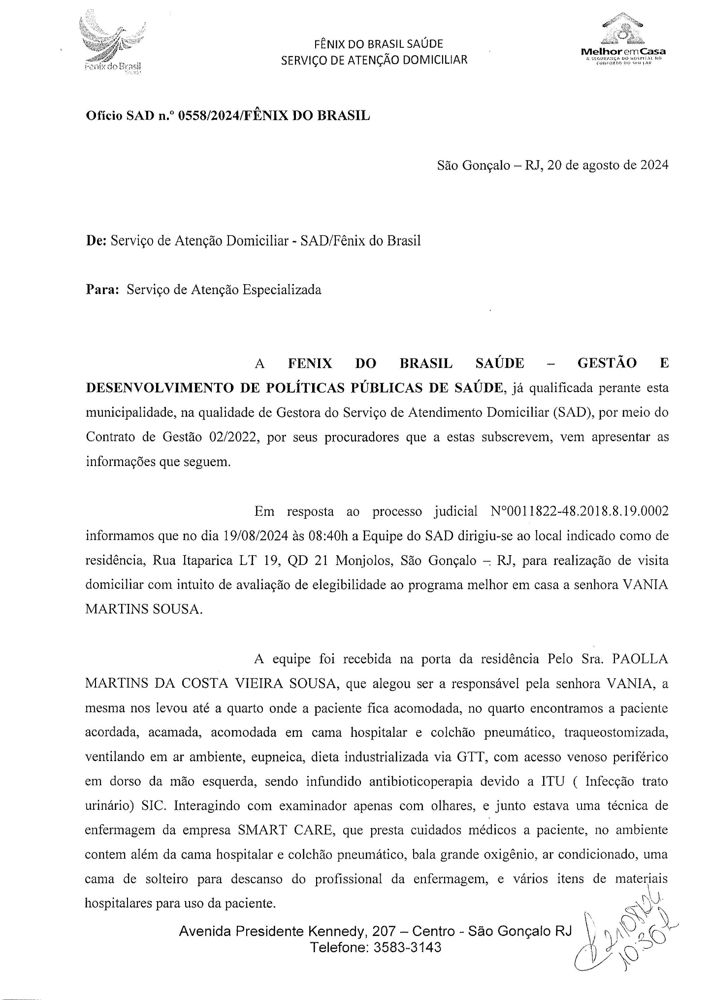 Fenix do Brasil
Saúde
FÊNIX DO BRASIL SAÚDE
SERVIÇO DE ATENÇÃO DOMICILIAR
Melhor em Casa
A SEGURANÇA DO HOSPITAL NO
CONFORTO DO SEU LAR
Ofício SAD n.º 0558/2024/FÊNIX DO BRASIL
São Gonçalo – RJ, 20 de agosto de 2024
De: Serviço de Atenção Domiciliar - SAD/Fênix do Brasil
Para: Serviço de Atenção Especializada
A FENIX DO BRASIL SAÚDE – GESTÃO E
DESENVOLVIMENTO DE POLÍTICAS PÚBLICAS DE SAÚDE, já qualificada perante esta
municipalidade, na qualidade de Gestora do Serviço de Atendimento Domiciliar (SAD), por meio do
Contrato de Gestão 02/2022, por seus procuradores que a estas subscrevem, vem apresentar as
informações que seguem.
Em resposta ao processo judicial N°0011822-48.2018.8.19.0002
informamos que no dia 19/08/2024 às 08:40h a Equipe do SAD dirigiu-se ao local indicado como de
residência, Rua Itaparica LT 19, QD 21 Monjolos, São Gonçalo – RJ, para realização de visita
domiciliar com intuito de avaliação de elegibilidade ao programa melhor em casa a senhora VANIA
MARTINS SOUSA.
A equipe foi recebida na porta da residência Pelo Sra. PAOLLA
MARTINS DA COSTA VIEIRA SOUSA, que alegou ser a responsável pela senhora VANIA, a
mesma nos levou até a quarto onde a paciente fica acomodada, no quarto encontramos a paciente
acordada, acamada, acomodada em cama hospitalar e colchão pneumático, traqueostomizada,
ventilando em ar ambiente, eupneica, dieta industrializada via GTT, com acesso venoso periférico
em dorso da mão esquerda, sendo infundido antibioticoperapia devido a ITU ( Infecção trato
urinário) SIC. Interagindo com examinador apenas com olhares, e junto estava uma técnica de
enfermagem da empresa SMART CARE, que presta cuidados médicos a paciente, no ambiente
contem além da cama hospitalar e colchão pneumático, bala grande oxigênio, ar condicionado, uma
cama de solteiro para descanso do profissional da enfermagem, e vários itens de materiais
hospitalares para uso da paciente.
Avenida Presidente Kennedy, 207 – Centro - São Gonçalo RJ
Telefone: 3583-3143
21/08/24
10:36